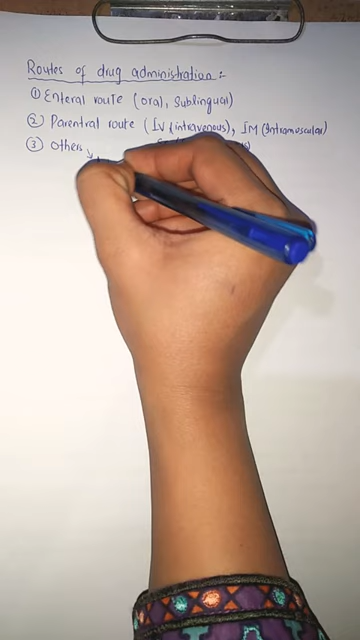 Routes of drug administration :-
① Enteral route (oral, Sublingual)
② Parentral route (IV (intravenous), IM (Intramuscular)
③ Others